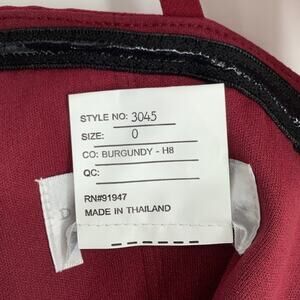 STYLE NO: 3045
SIZE: 0
CO: BURGUNDY - H8
QC:
RN#91947
MADE IN THAILAND